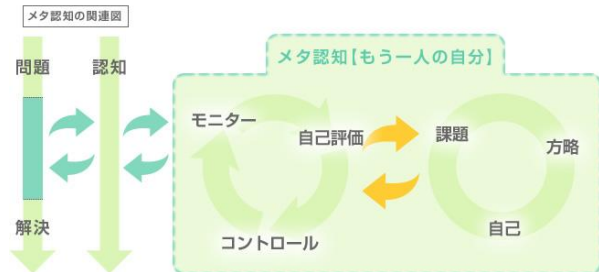 メタ認知の関連図
問題
認知
解決
メタ認知【もう一人の自分】
モニター
自己評価
コントロール
課題
方略
自己